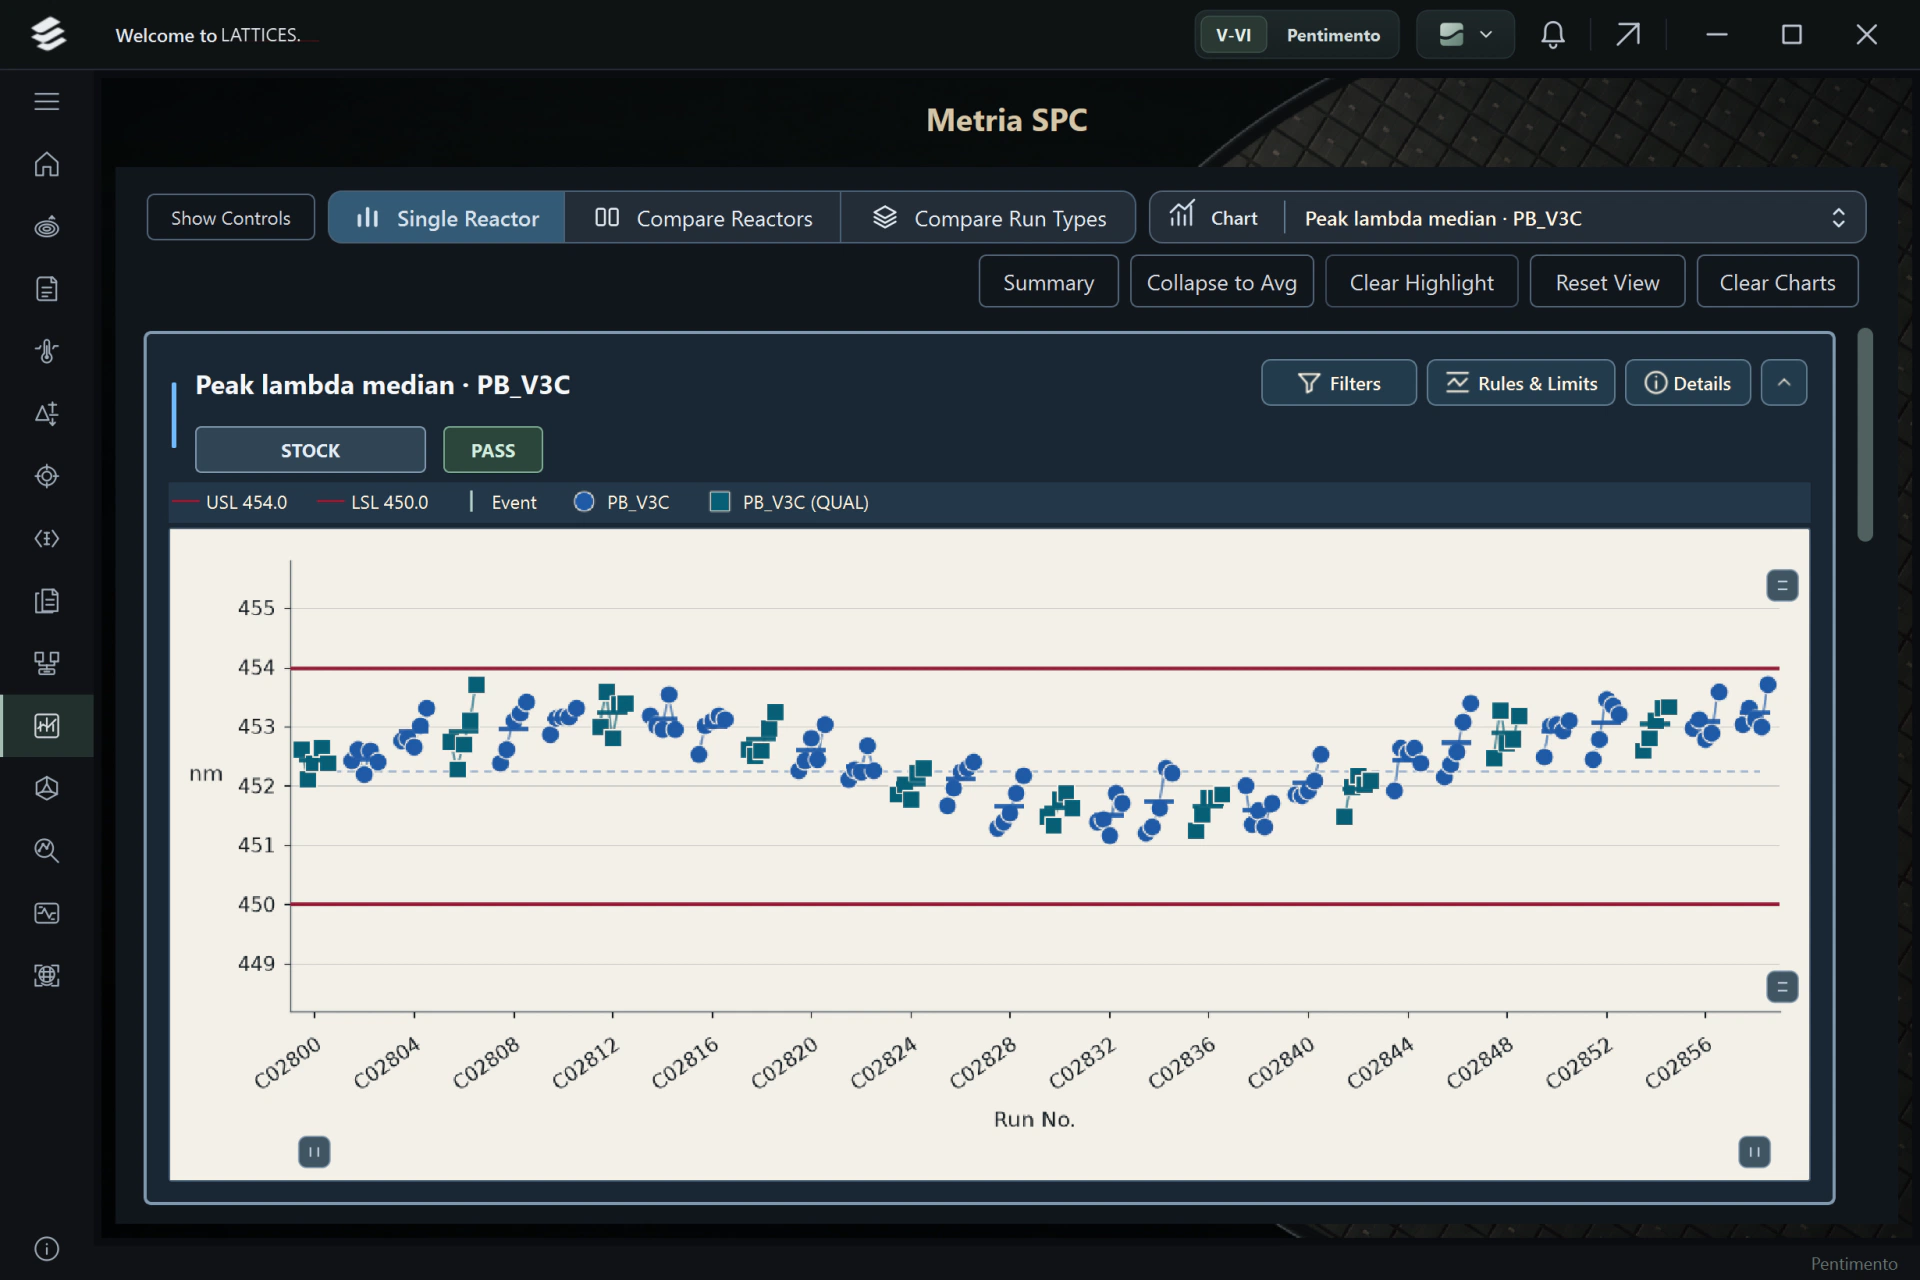 Welcome to LATTICES.
V-VI Pentimento
Metria SPC
Show Controls Single Reactor Compare Reactors Compare Run Types Chart Peak lambda median · PB_V3C
Summary Collapse to Avg Clear Highlight Reset View Clear Charts
Peak lambda median · PB_V3C
Filters Rules & Limits Details
STOCK PASS
USL 454.0 LSL 450.0 Event PB_V3C PB_V3C (QUAL)
455
454
453
nm
452
451
450
449
C02800 C02804 C02808 C02812 C02816 C02820 C02824 C02828 C02832 C02836 C02840 C02844 C02848 C02852 C02856
Run No.
Pentimento